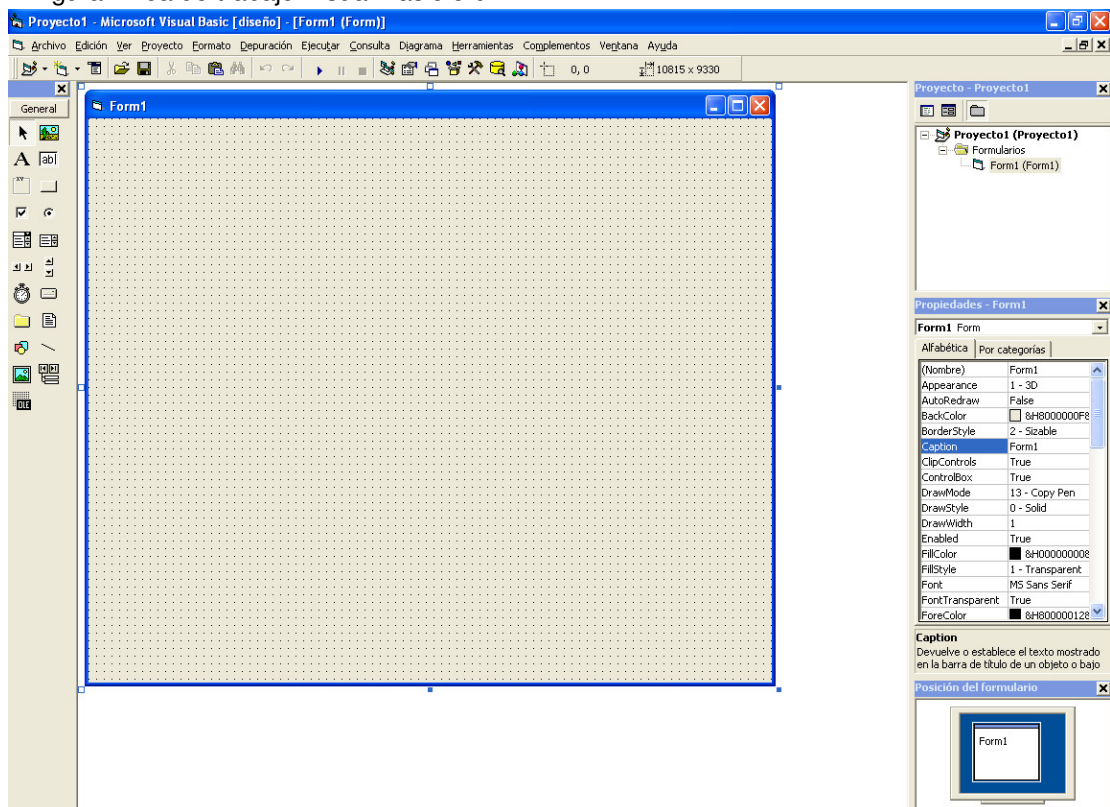 Proyecto1 - Microsoft Visual Basic [diseño] - [Form1 (Form)]
Archivo Edición Ver Proyecto Formato Depuración Ejecutar Consulta Diagrama Herramientas Complementos Ventana Ayuda
0, 0 10815 x 9330
General
A ab
xv
OLE
Form1
Proyecto - Proyecto1
Proyecto1 (Proyecto1)
Formularios
Form1 (Form1)
Propiedades - Form1
Form1 Form
Alfabética Por categorías
(Nombre) Form1
Appearance 1 - 3D
AutoRedraw False
BackColor &H8000000F&
BorderStyle 2 - Sizable
Caption Form1
ClipControls True
ControlBox True
DrawMode 13 - Copy Pen
DrawStyle 0 - Solid
DrawWidth 1
Enabled True
FillColor &H00000000&
FillStyle 1 - Transparent
Font MS Sans Serif
FontTransparent True
ForeColor &H80000012&
Caption
Devuelve o establece el texto mostrado
en la barra de título de un objeto o bajo
Posición del formulario
Form1